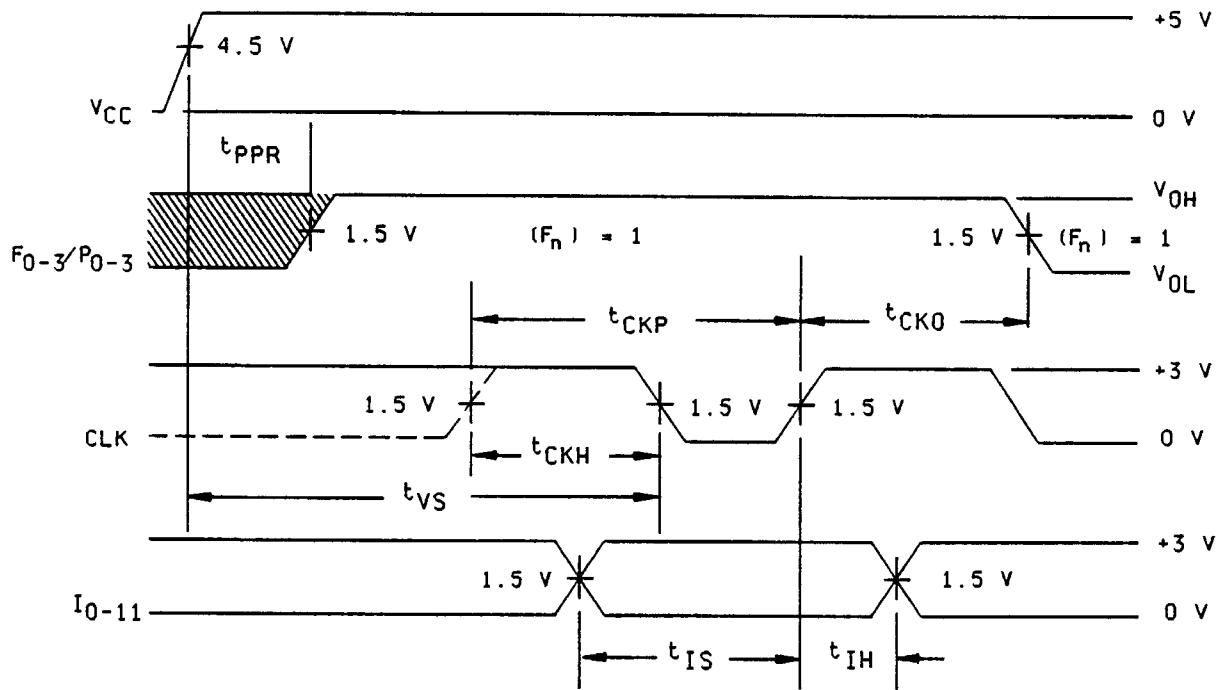 +5 V
4.5 V
VCC
0 V
tPPR
VOH
1.5 V (Fn) = 1 1.5 V (Fn) = 1
F0-3/P0-3
VOL
tCKP tCKO
+3 V
1.5 V 1.5 V 1.5 V
CLK
0 V
tCKH
tVS
+3 V
1.5 V 1.5 V
I0-11
0 V
tIS tIH